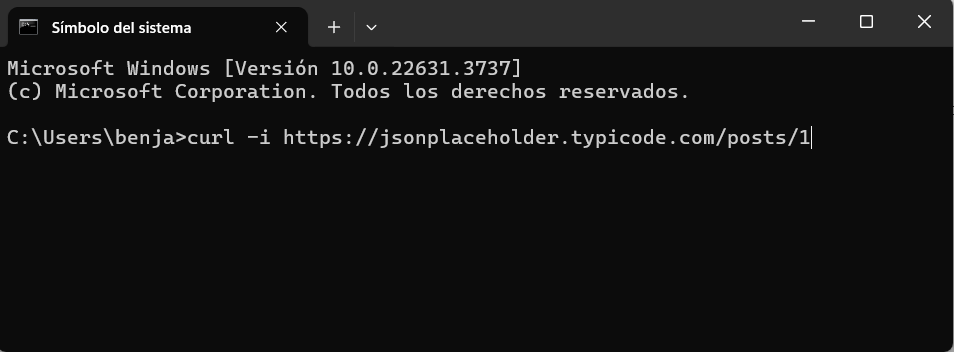 Símbolo del sistema
Microsoft Windows [Versión 10.0.22631.3737]
(c) Microsoft Corporation. Todos los derechos reservados.
C:\Users\benja>curl -i https://jsonplaceholder.typicode.com/posts/1